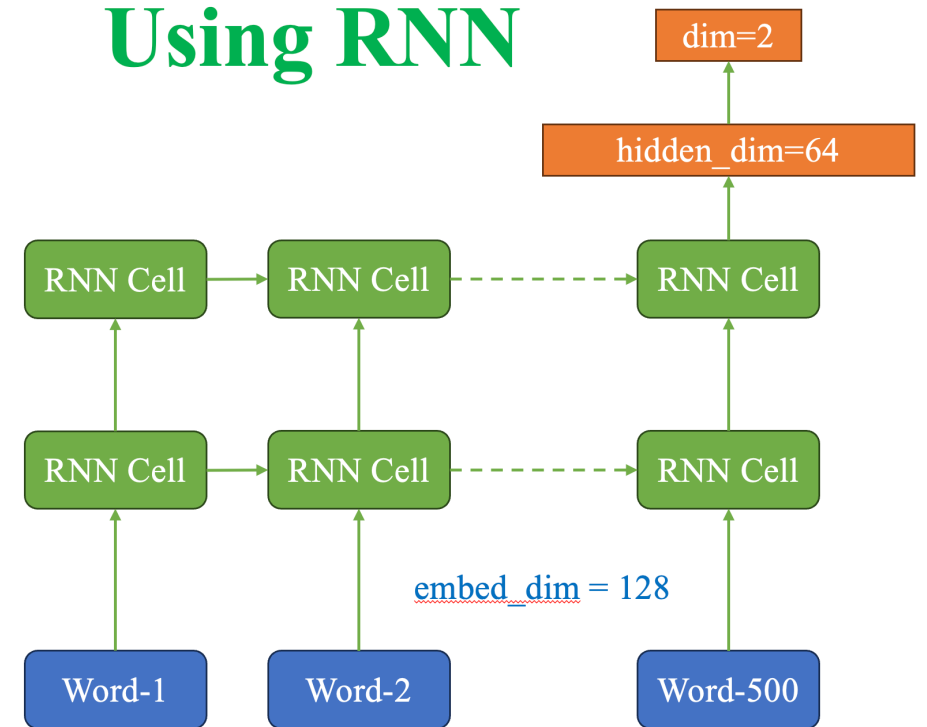 Using RNN
dim=2
hidden_dim=64
RNN Cell
RNN Cell
RNN Cell
RNN Cell
RNN Cell
RNN Cell
embed_dim = 128
Word-1
Word-2
Word-500